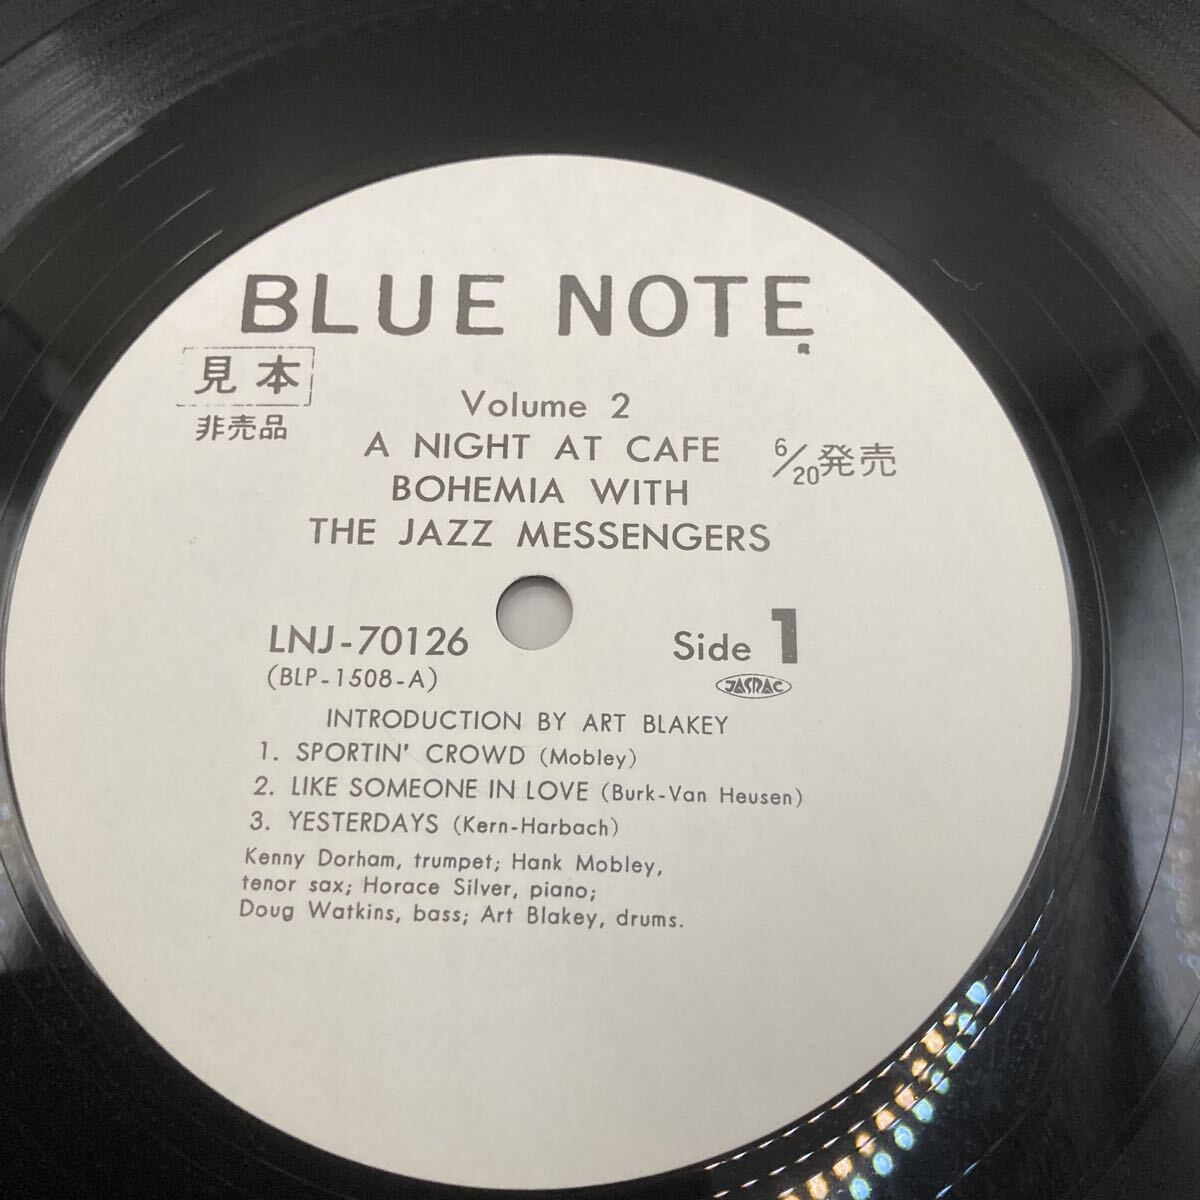 BLUE NOTE®
見本
非売品
Volume 2
A NIGHT AT CAFE
BOHEMIA WITH
THE JAZZ MESSENGERS
6/20発売
LNJ-70126
(BLP-1508-A)
Side 1
JASRAC
INTRODUCTION BY ART BLAKEY
1. SPORTIN' CROWD (Mobley)
2. LIKE SOMEONE IN LOVE (Burk-Van Heusen)
3. YESTERDAYS (Kern-Harbach)
Kenny Dorham, trumpet; Hank Mobley,
tenor sax; Horace Silver, piano;
Doug Watkins, bass; Art Blakey, drums.